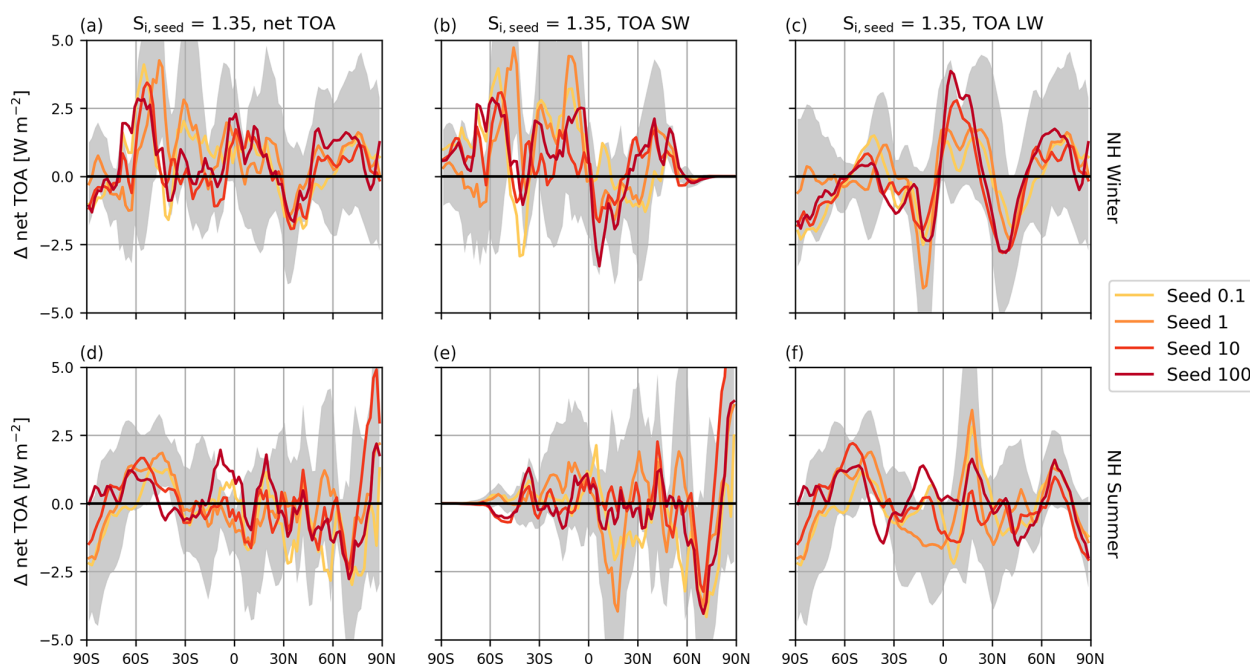 (a) S_i,seed = 1.35, net TOA
(b) S_i,seed = 1.35, TOA SW
(c) S_i,seed = 1.35, TOA LW
5.0
2.5
0.0
−2.5
−5.0
Δ net TOA [W m⁻²]
NH Winter
(d)
(e)
(f)
5.0
2.5
0.0
−2.5
−5.0
Δ net TOA [W m⁻²]
NH Summer
90S 60S 30S 0 30N 60N 90N
90S 60S 30S 0 30N 60N 90N
90S 60S 30S 0 30N 60N 90N
Seed 0.1
Seed 1
Seed 10
Seed 100